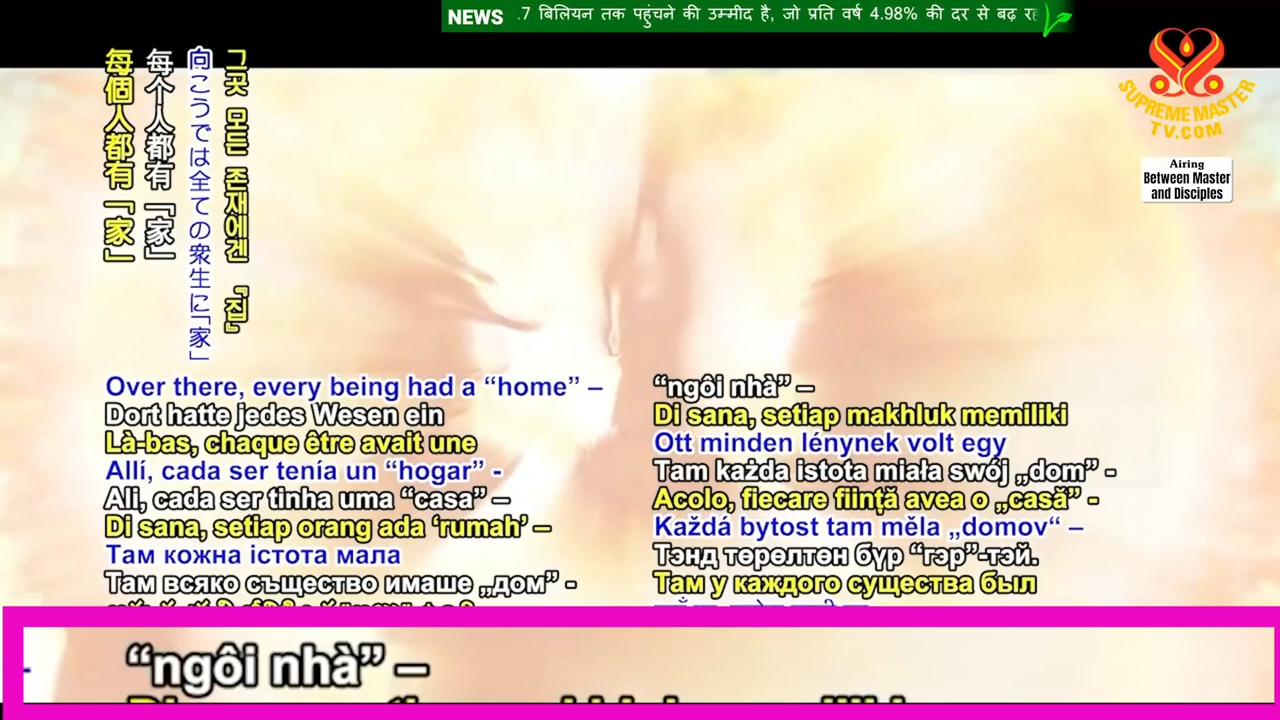 NEWS .7 बिलियन तक पहुंचने की उम्मीद है, जो प्रति वर्ष 4.98% की दर से बढ़
SUPREME MASTER
TV.COM
Airing
Between Master
and Disciples
그곳 모든 존재에겐 『집』
向こうでは全ての衆生に「家」
每个人都有「家」
每個人都有「家」
Over there, every being had a “home” –
Dort hatte jedes Wesen ein
Là-bas, chaque être avait une
Allí, cada ser tenía un “hogar” -
Ali, cada ser tinha uma “casa” –
Di sana, setiap orang ada ‘rumah’ –
Там кожна істота мала
Там всяко същество имаше „дом” -
“ngôi nhà” –
Di sana, setiap makhluk memiliki
Ott minden lénynek volt egy
Tam każda istota miała swój „dom” -
Acolo, fiecare ființă avea o „casă” -
Každá bytost tam měla „domov“ –
Тэнд төрөлтөн бүр “гэр”-тэй.
Там у каждого существа был
“ngôi nhà” –